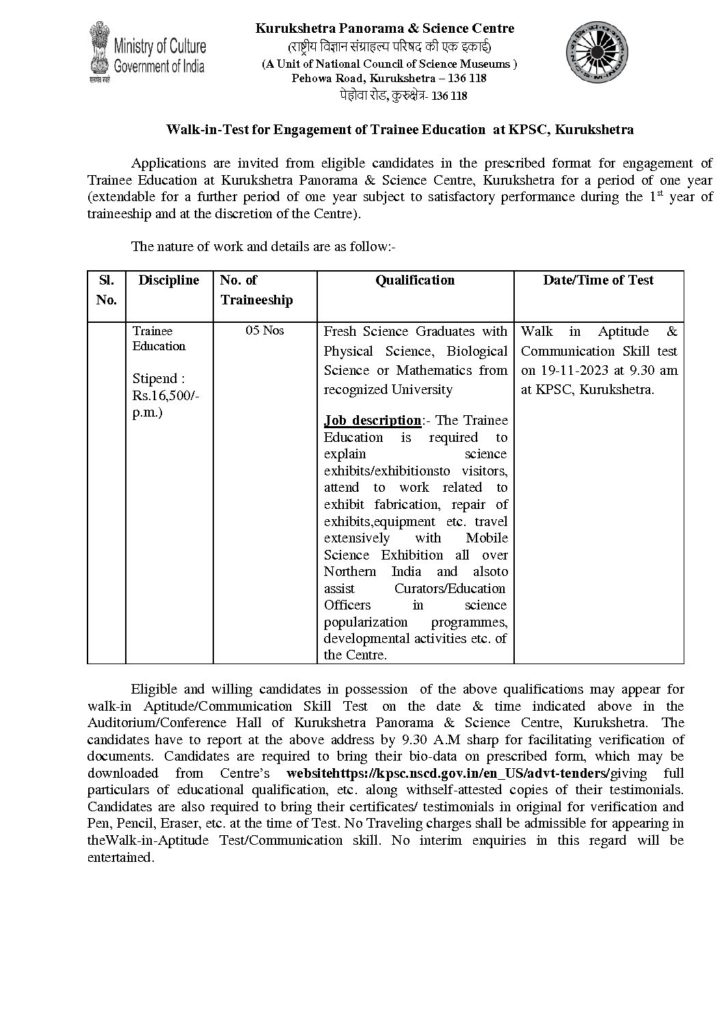 Kurukshetra Panorama & Science Centre
(राष्ट्रीय विज्ञान संग्राहल्य परिषद की एक इकाई)
(A Unit of National Council of Science Museums )
Pehowa Road, Kurukshetra – 136 118
पेहोवा रोड, कुरुक्षेत्र- 136 118
Ministry of Culture
Government of India
Walk-in-Test for Engagement of Trainee Education at KPSC, Kurukshetra
Applications are invited from eligible candidates in the prescribed format for engagement of
Trainee Education at Kurukshetra Panorama & Science Centre, Kurukshetra for a period of one year
(extendable for a further period of one year subject to satisfactory performance during the 1st year of
traineeship and at the discretion of the Centre).
The nature of work and details are as follow:-
Sl. No.
Discipline
No. of
Traineeship
Qualification
Date/Time of Test
Trainee
Education
Stipend :
Rs.16,500/-
p.m.)
05 Nos
Fresh Science Graduates with
Physical Science, Biological
Science or Mathematics from
recognized University
Job description:- The Trainee
Education is required to
explain science
exhibits/exhibitionsto visitors,
attend to work related to
exhibit fabrication, repair of
exhibits,equipment etc. travel
extensively with Mobile
Science Exhibition all over
Northern India and alsoto
assist Curators/Education
Officers in science
popularization programmes,
developmental activities etc. of
the Centre.
Walk in Aptitude &
Communication Skill test
on 19-11-2023 at 9.30 am
at KPSC, Kurukshetra.
Eligible and willing candidates in possession of the above qualifications may appear for
walk-in Aptitude/Communication Skill Test on the date & time indicated above in the
Auditorium/Conference Hall of Kurukshetra Panorama & Science Centre, Kurukshetra. The
candidates have to report at the above address by 9.30 A.M sharp for facilitating verification of
documents. Candidates are required to bring their bio-data on prescribed form, which may be
downloaded from Centre’s websitehttps://kpsc.nscd.gov.in/en_US/advt-tenders/giving full
particulars of educational qualification, etc. along withself-attested copies of their testimonials.
Candidates are also required to bring their certificates/ testimonials in original for verification and
Pen, Pencil, Eraser, etc. at the time of Test. No Traveling charges shall be admissible for appearing in
theWalk-in-Aptitude Test/Communication skill. No interim enquiries in this regard will be
entertained.